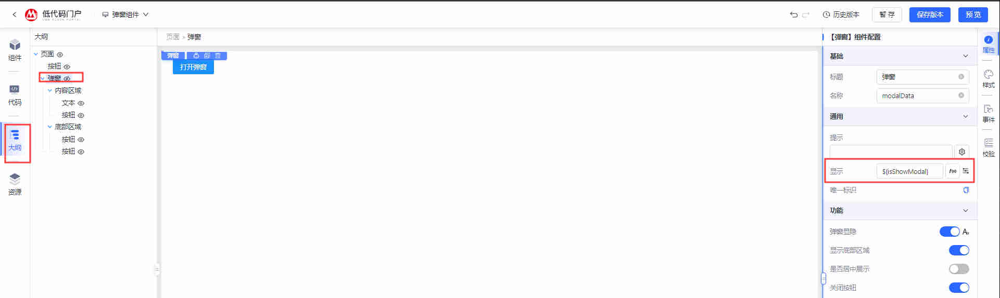 低代码门户
弹窗组件
历史版本
暂存
保存版本
预览
组件
代码
大纲
资源
大纲
页面
按钮
弹窗
内容区域
文本
按钮
底部区域
按钮
按钮
页面 > 弹窗
弹窗
打开弹窗
【弹窗】组件配置
基础
标题 弹窗
名称 modalData
通用
提示
显示 ${isShowModal} f(x)
唯一标识
功能
弹窗显隐
显示底部区域
是否居中展示
关闭按钮
属性
样式
事件
校验